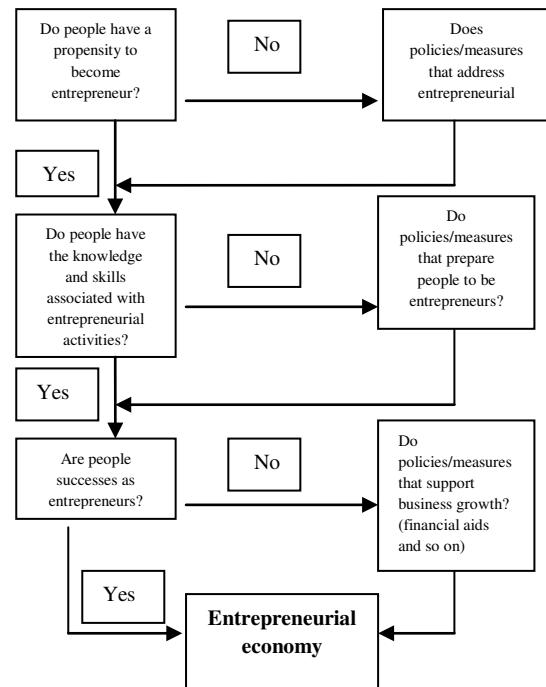 Do people have a
propensity to
become
entrepreneur?
No
Does
policies/measures
that address
entrepreneurial
Yes
Do people have
the knowledge
and skills
associated with
entrepreneurial
activities?
No
Do
policies/measures
that prepare
people to be
entrepreneurs?
Yes
Are people
successes as
entrepreneurs?
No
Do
policies/measures
that support
business growth?
(financial aids
and so on)
Yes
Entrepreneurial
economy